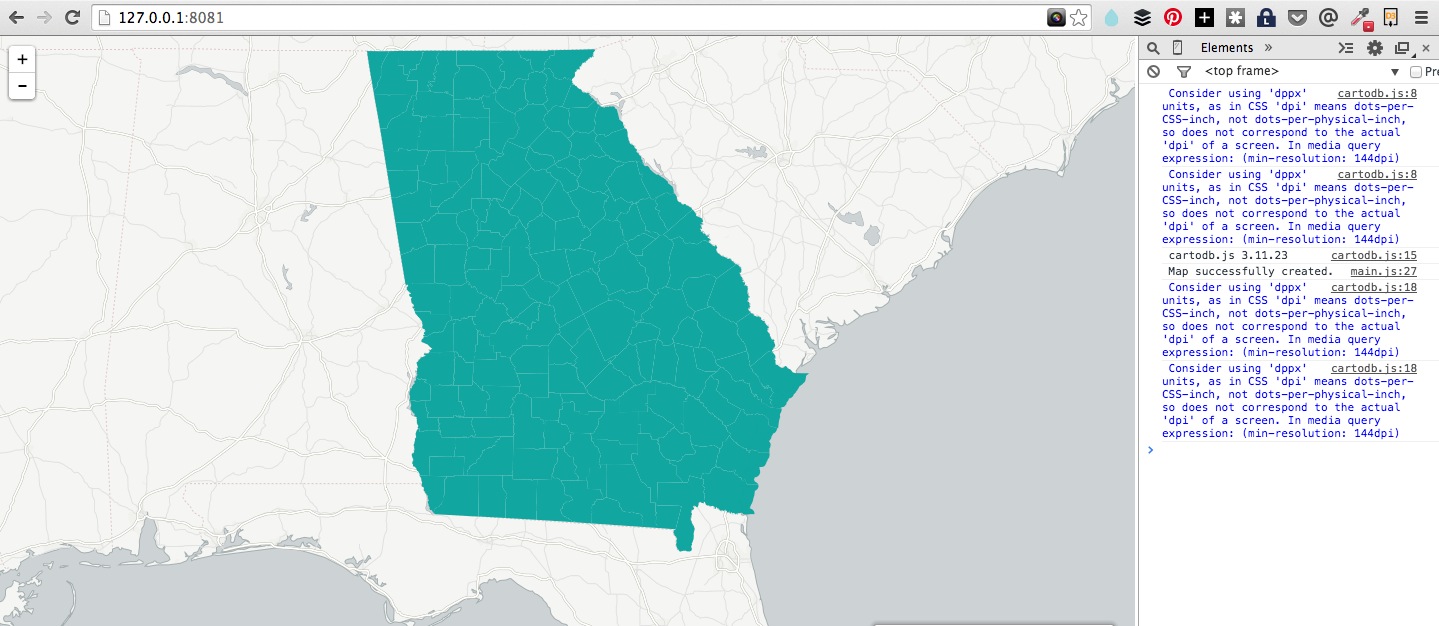 127.0.0.1:8081
+
-
Elements »
<top frame> Pre
Consider using 'dppx' cartodb.js:8
units, as in CSS 'dpi' means dots-per-
CSS-inch, not dots-per-physical-inch,
so does not correspond to the actual
'dpi' of a screen. In media query
expression: (min-resolution: 144dpi)
Consider using 'dppx' cartodb.js:8
units, as in CSS 'dpi' means dots-per-
CSS-inch, not dots-per-physical-inch,
so does not correspond to the actual
'dpi' of a screen. In media query
expression: (min-resolution: 144dpi)
cartodb.js 3.11.23 cartodb.js:15
Map successfully created. main.js:27
Consider using 'dppx' cartodb.js:18
units, as in CSS 'dpi' means dots-per-
CSS-inch, not dots-per-physical-inch,
so does not correspond to the actual
'dpi' of a screen. In media query
expression: (min-resolution: 144dpi)
Consider using 'dppx' cartodb.js:18
units, as in CSS 'dpi' means dots-per-
CSS-inch, not dots-per-physical-inch,
so does not correspond to the actual
'dpi' of a screen. In media query
expression: (min-resolution: 144dpi)